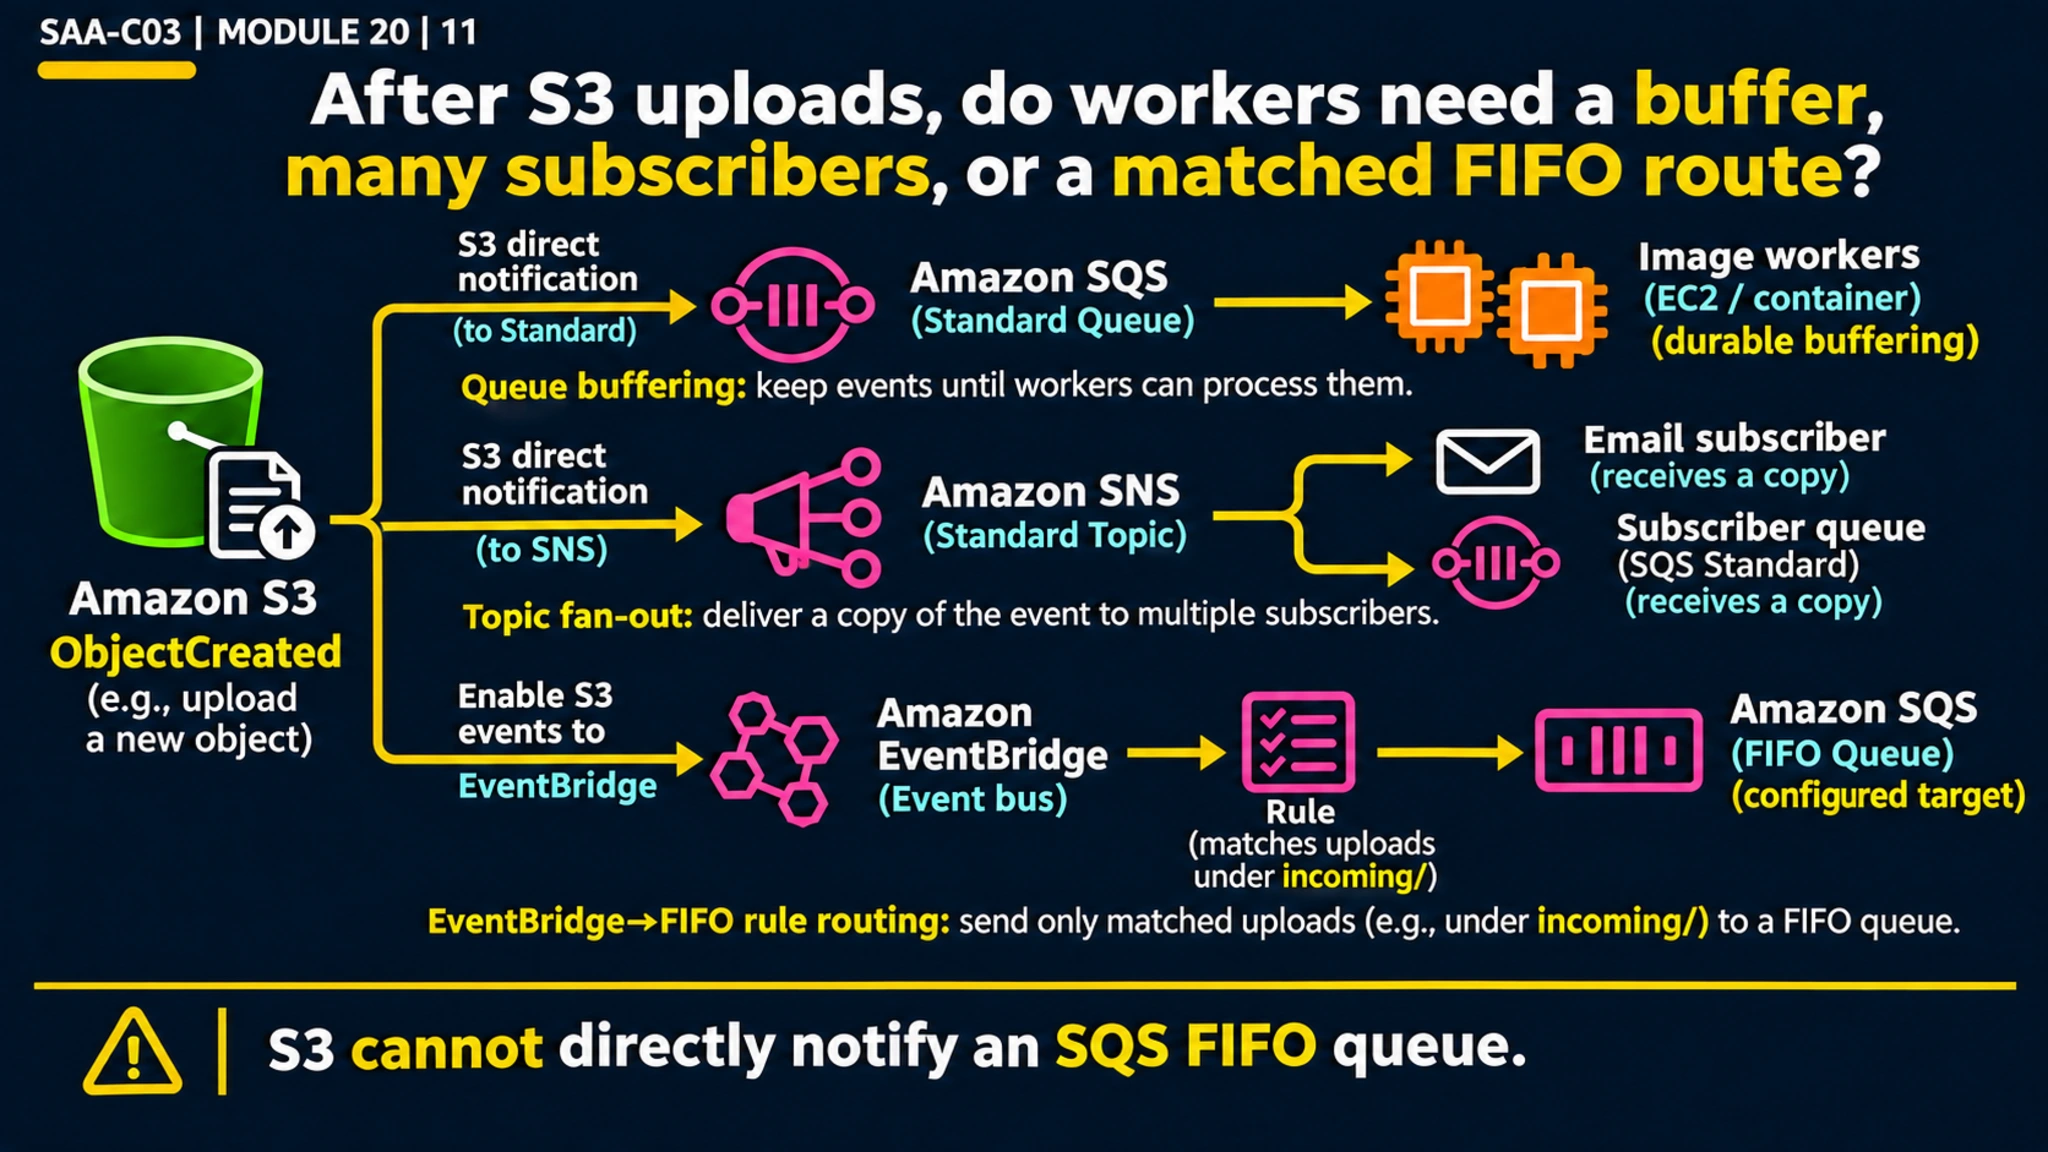 SAA-C03 | MODULE 20 | 11
After S3 uploads, do workers need a buffer,
many subscribers, or a matched FIFO route?
S3 direct
notification
(to Standard)
Amazon SQS
(Standard Queue)
Image workers
(EC2 / container)
(durable buffering)
Queue buffering: keep events until workers can process them.
Amazon S3
ObjectCreated
(e.g., upload
a new object)
S3 direct
notification
(to SNS)
Amazon SNS
(Standard Topic)
Email subscriber
(receives a copy)
Subscriber queue
(SQS Standard)
(receives a copy)
Topic fan-out: deliver a copy of the event to multiple subscribers.
Enable S3
events to
EventBridge
Amazon
EventBridge
(Event bus)
Rule
(matches uploads
under incoming/)
Amazon SQS
(FIFO Queue)
(configured target)
EventBridge→FIFO rule routing: send only matched uploads (e.g., under incoming/) to a FIFO queue.
S3 cannot directly notify an SQS FIFO queue.